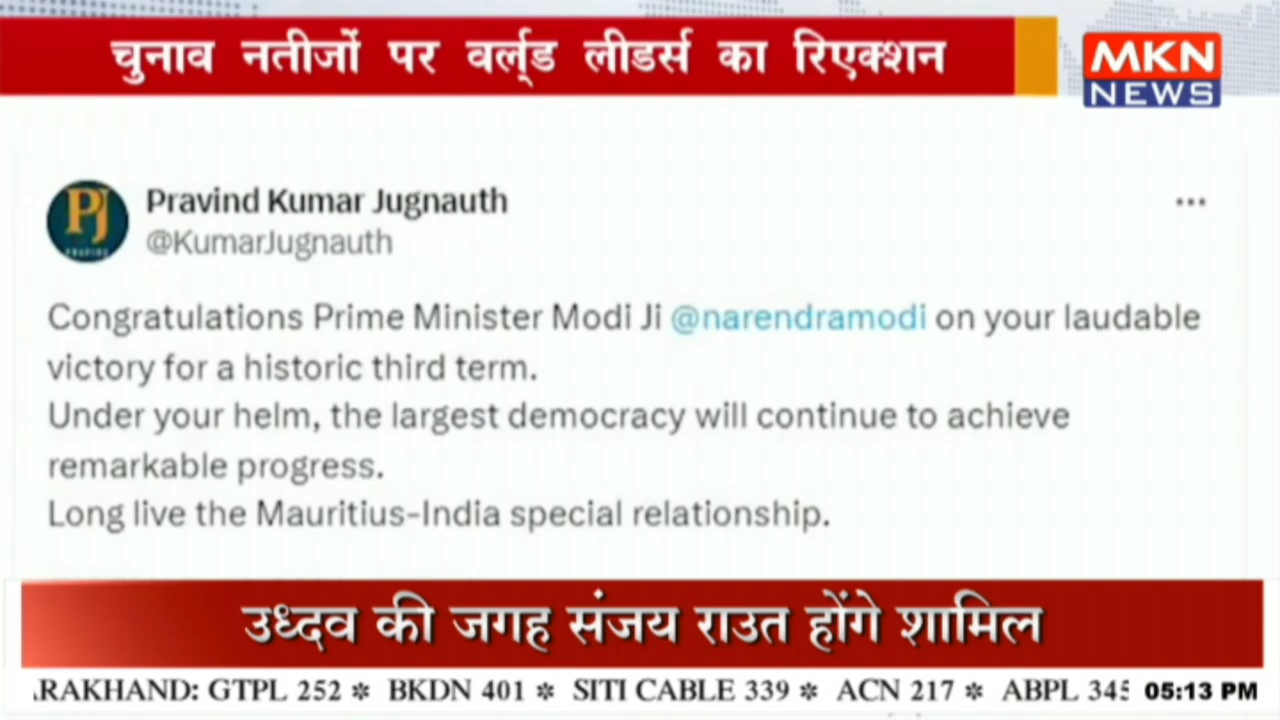 चुनाव नतीजों पर वर्ल्ड लीडर्स का रिएक्शन
MKN
NEWS
PJ
Pravind Kumar Jugnauth
@KumarJugnauth
Congratulations Prime Minister Modi Ji @narendramodi on your laudable
victory for a historic third term.
Under your helm, the largest democracy will continue to achieve
remarkable progress.
Long live the Mauritius-India special relationship.
उध्दव की जगह संजय राउत होंगे शामिल
RAKHAND: GTPL 252 ✲ BKDN 401 ✲ SITI CABLE 339 ✲ ACN 217 ✲ ABPL 345 05:13 PM